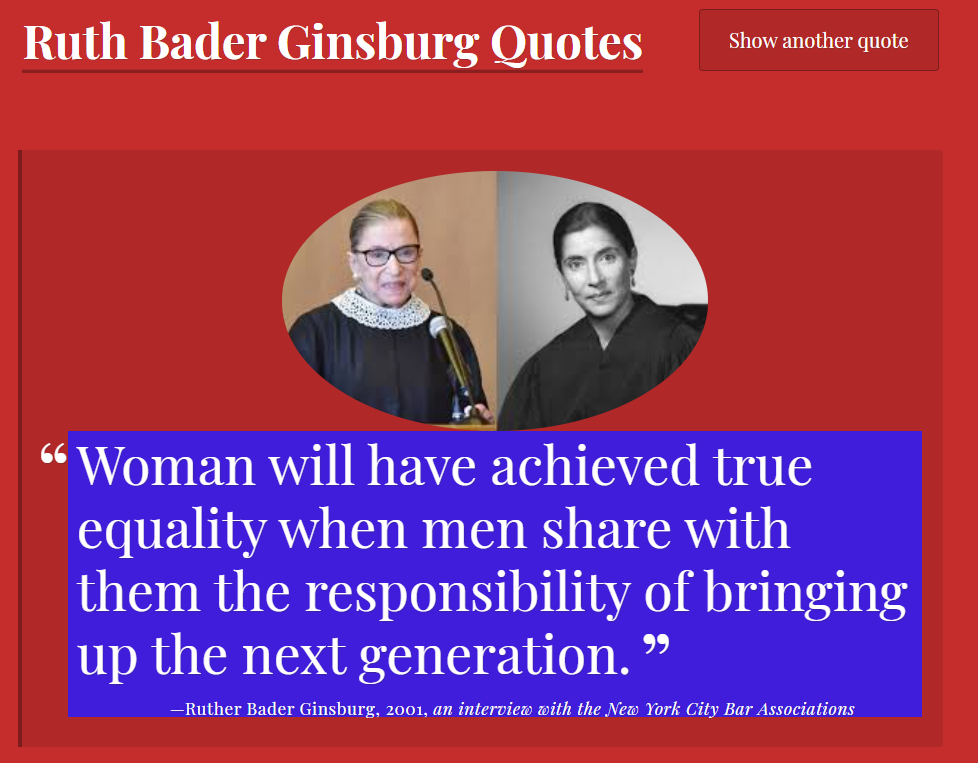 Ruth Bader Ginsburg Quotes
Show another quote
“Woman will have achieved true
equality when men share with
them the responsibility of bringing
up the next generation. ”
—Ruther Bader Ginsburg, 2001, an interview with the New York City Bar Associations